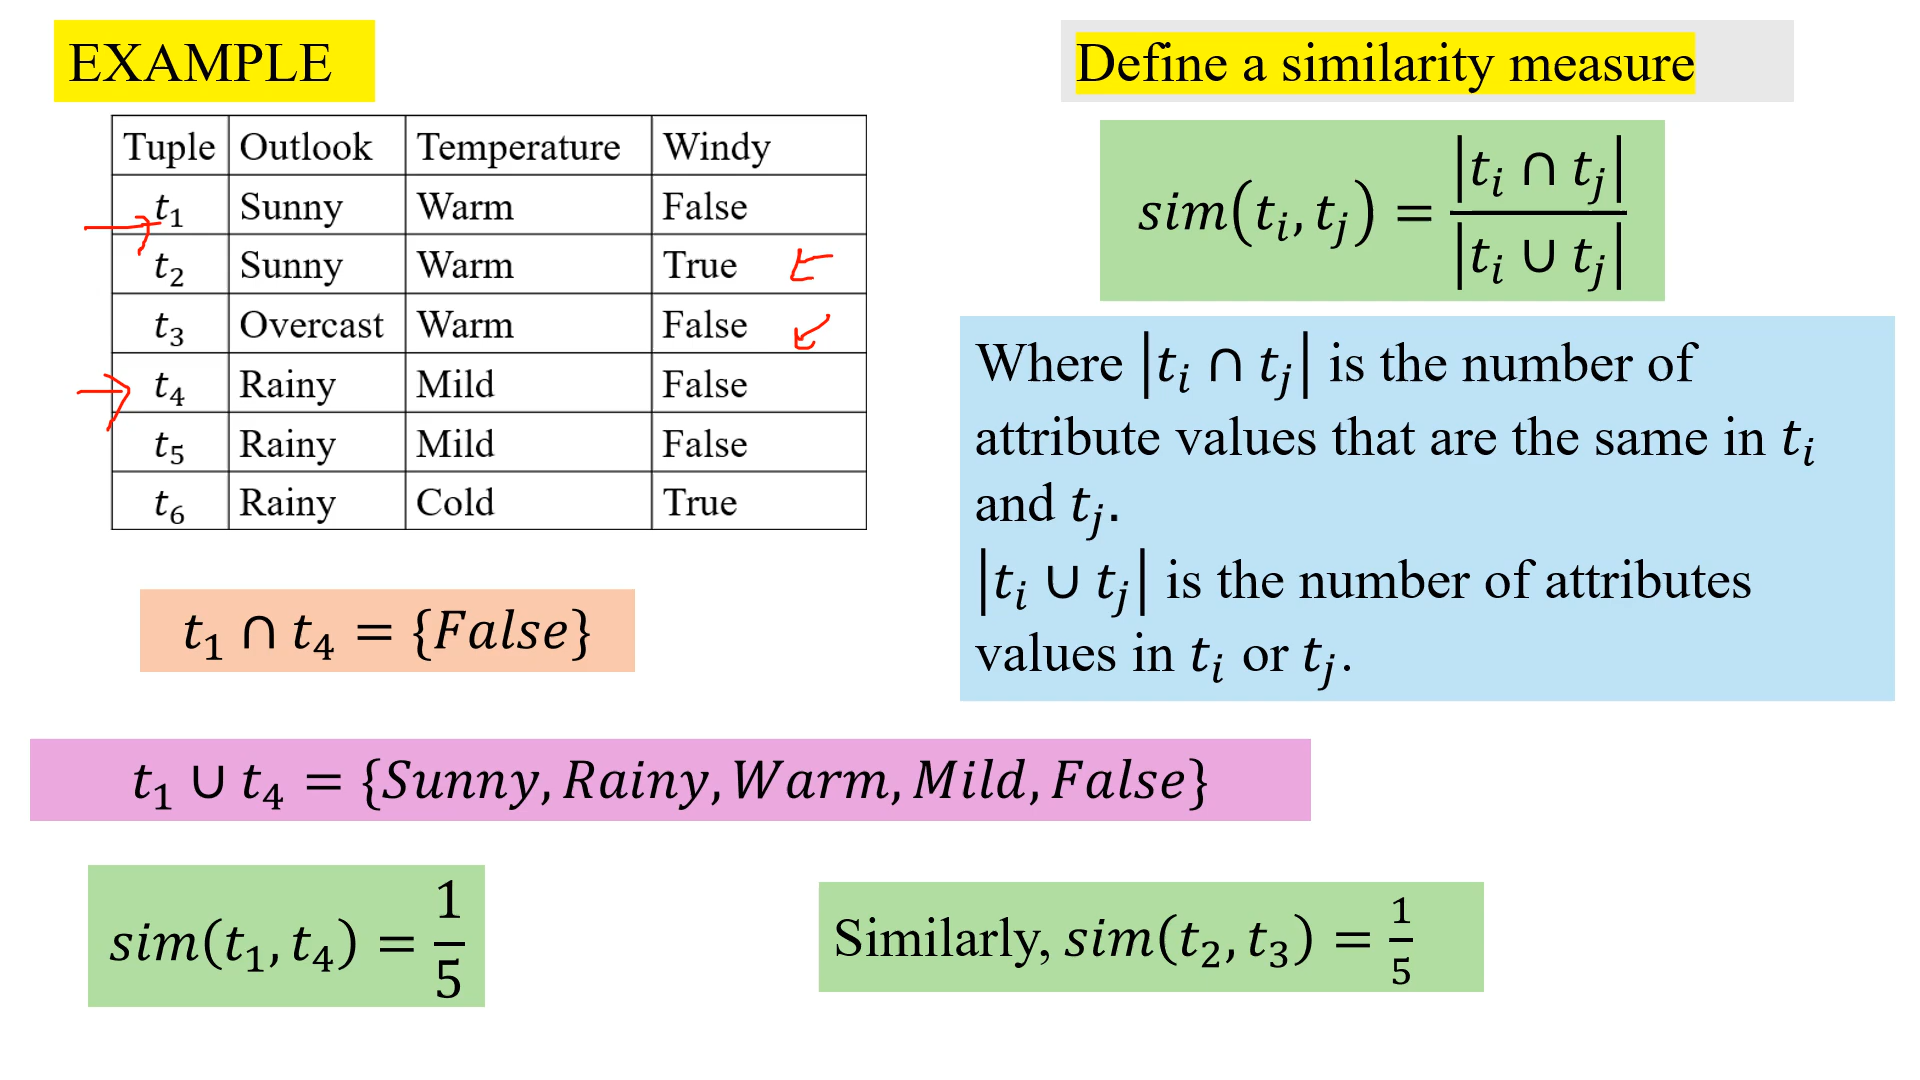 EXAMPLE
Tuple Outlook Temperature Windy
t₁ Sunny Warm False
t₂ Sunny Warm True
t₃ Overcast Warm False
t₄ Rainy Mild False
t₅ Rainy Mild False
t₆ Rainy Cold True
t₁ ∩ t₄ = {False}
t₁ ∪ t₄ = {Sunny, Rainy, Warm, Mild, False}
sim(t₁, t₄) = 1/5
Define a similarity measure
sim(tᵢ, tⱼ) = |tᵢ ∩ tⱼ| / |tᵢ ∪ tⱼ|
Where |tᵢ ∩ tⱼ| is the number of
attribute values that are the same in tᵢ
and tⱼ.
|tᵢ ∪ tⱼ| is the number of attributes
values in tᵢ or tⱼ.
Similarly, sim(t₂, t₃) = 1/5